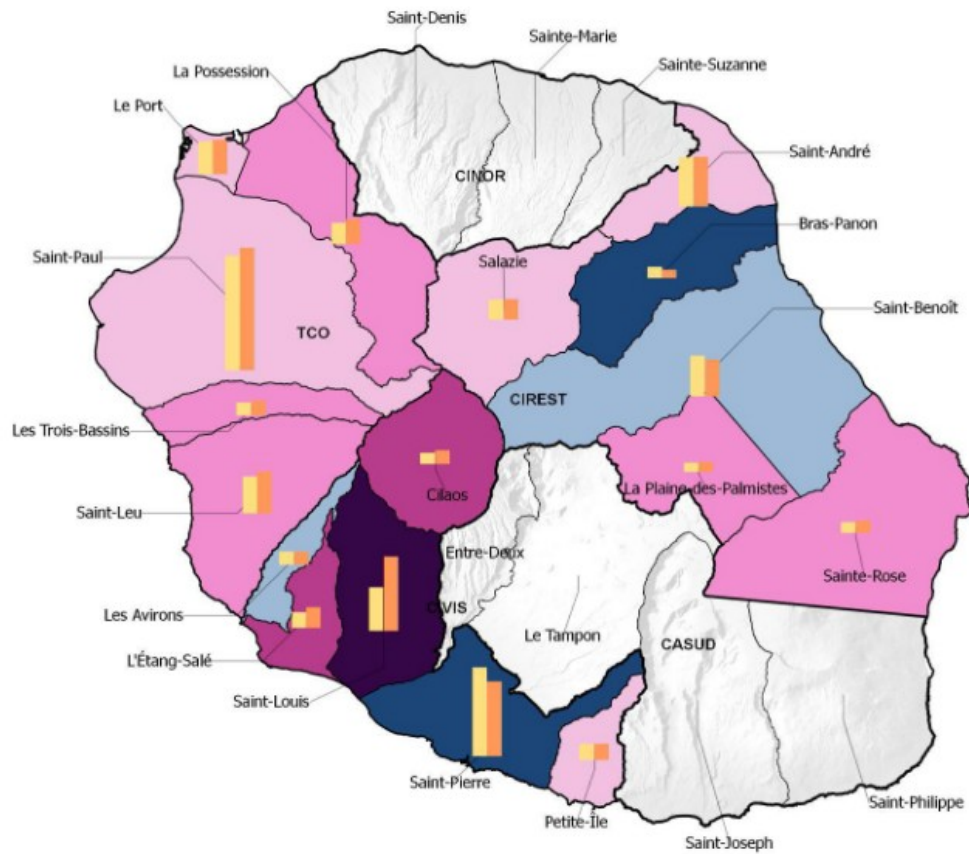 Saint-Denis
Sainte-Marie
La Possession
Sainte-Suzanne
Le Port
Saint-André
CINOR
Bras-Panon
Saint-Paul
Salazie
Saint-Benoît
TCO
CIREST
Les Trois-Bassins
Cilaos
La Plaine-des-Palmistes
Saint-Leu
Entre-Deux
Sainte-Rose
Les Avirons
CIVIS
Le Tampon
CASUD
L'Étang-Salé
Saint-Louis
Saint-Pierre
Saint-Philippe
Petite-Île
Saint-Joseph